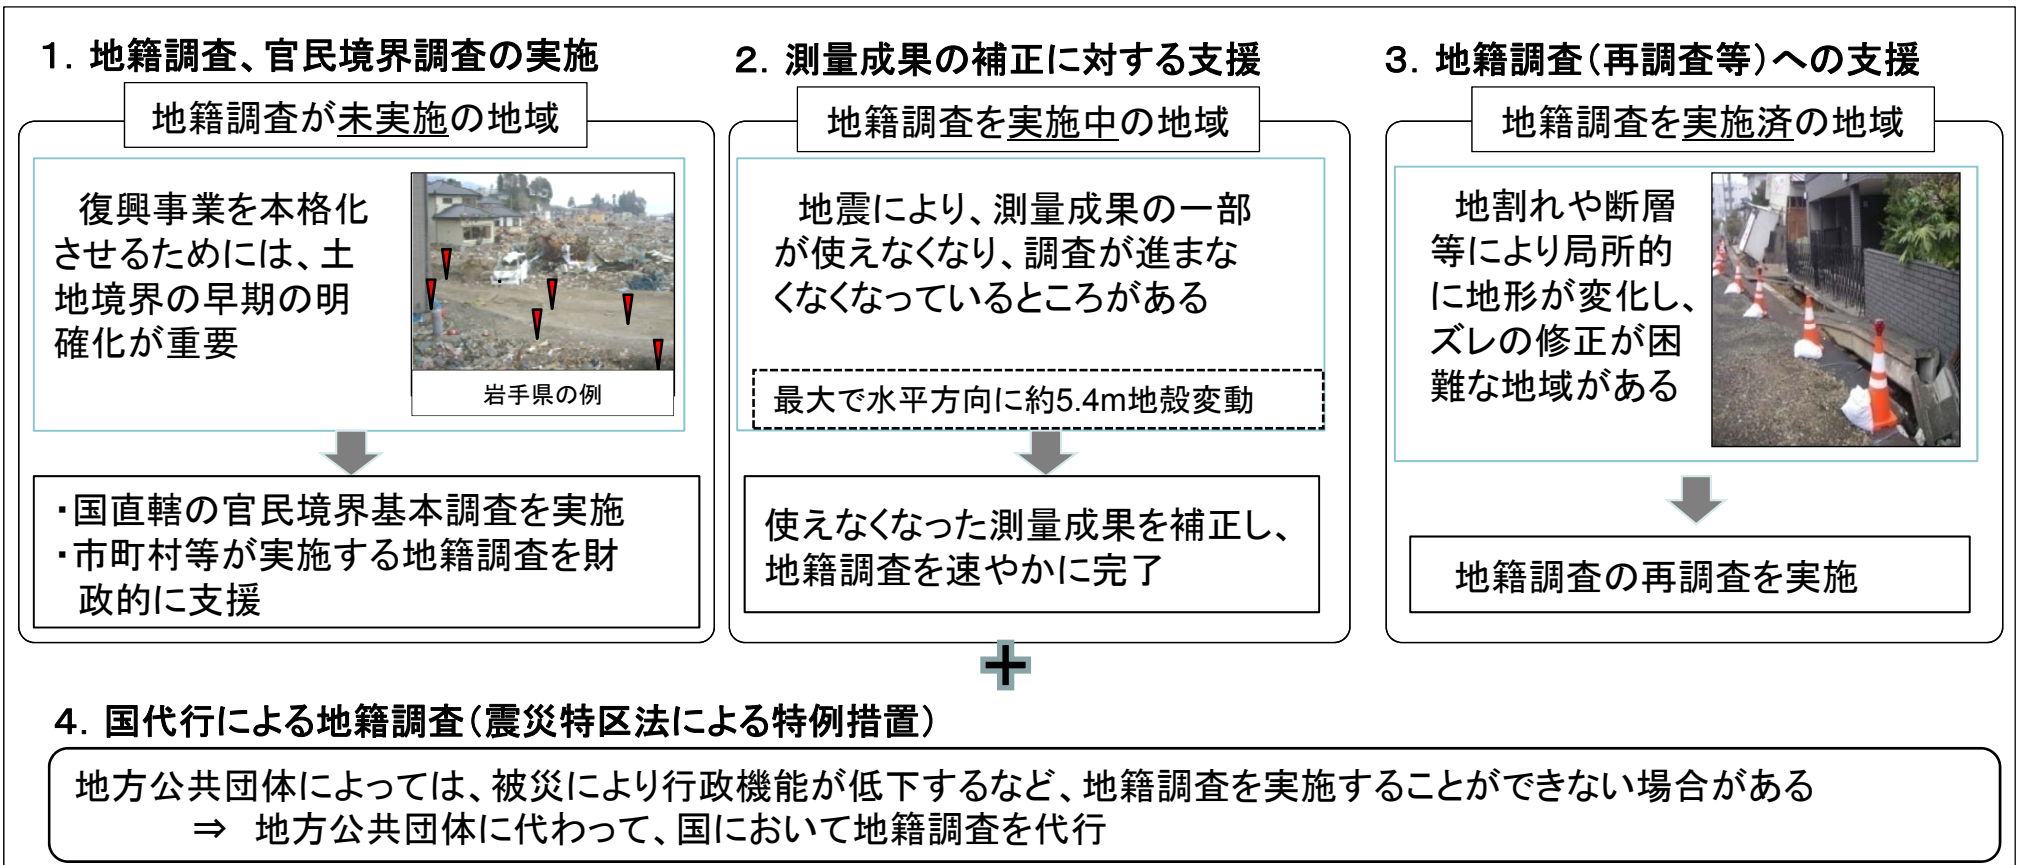 １．地籍調査、官民境界調査の実施
地籍調査が未実施の地域
復興事業を本格化
させるためには、土
地境界の早期の明
確化が重要
岩手県の例
・国直轄の官民境界基本調査を実施
・市町村等が実施する地籍調査を財
政的に支援
２．測量成果の補正に対する支援
地籍調査を実施中の地域
地震により、測量成果の一部
が使えなくなり、調査が進まな
くなくなっているところがある
最大で水平方向に約5.4m地殻変動
使えなくなった測量成果を補正し、
地籍調査を速やかに完了
３．地籍調査（再調査等）への支援
地籍調査を実施済の地域
地割れや断層
等により局所的
に地形が変化し、
ズレの修正が困
難な地域がある
地籍調査の再調査を実施
＋
４．国代行による地籍調査（震災特区法による特例措置）
地方公共団体によっては、被災により行政機能が低下するなど、地籍調査を実施することができない場合がある
⇒　地方公共団体に代わって、国において地籍調査を代行